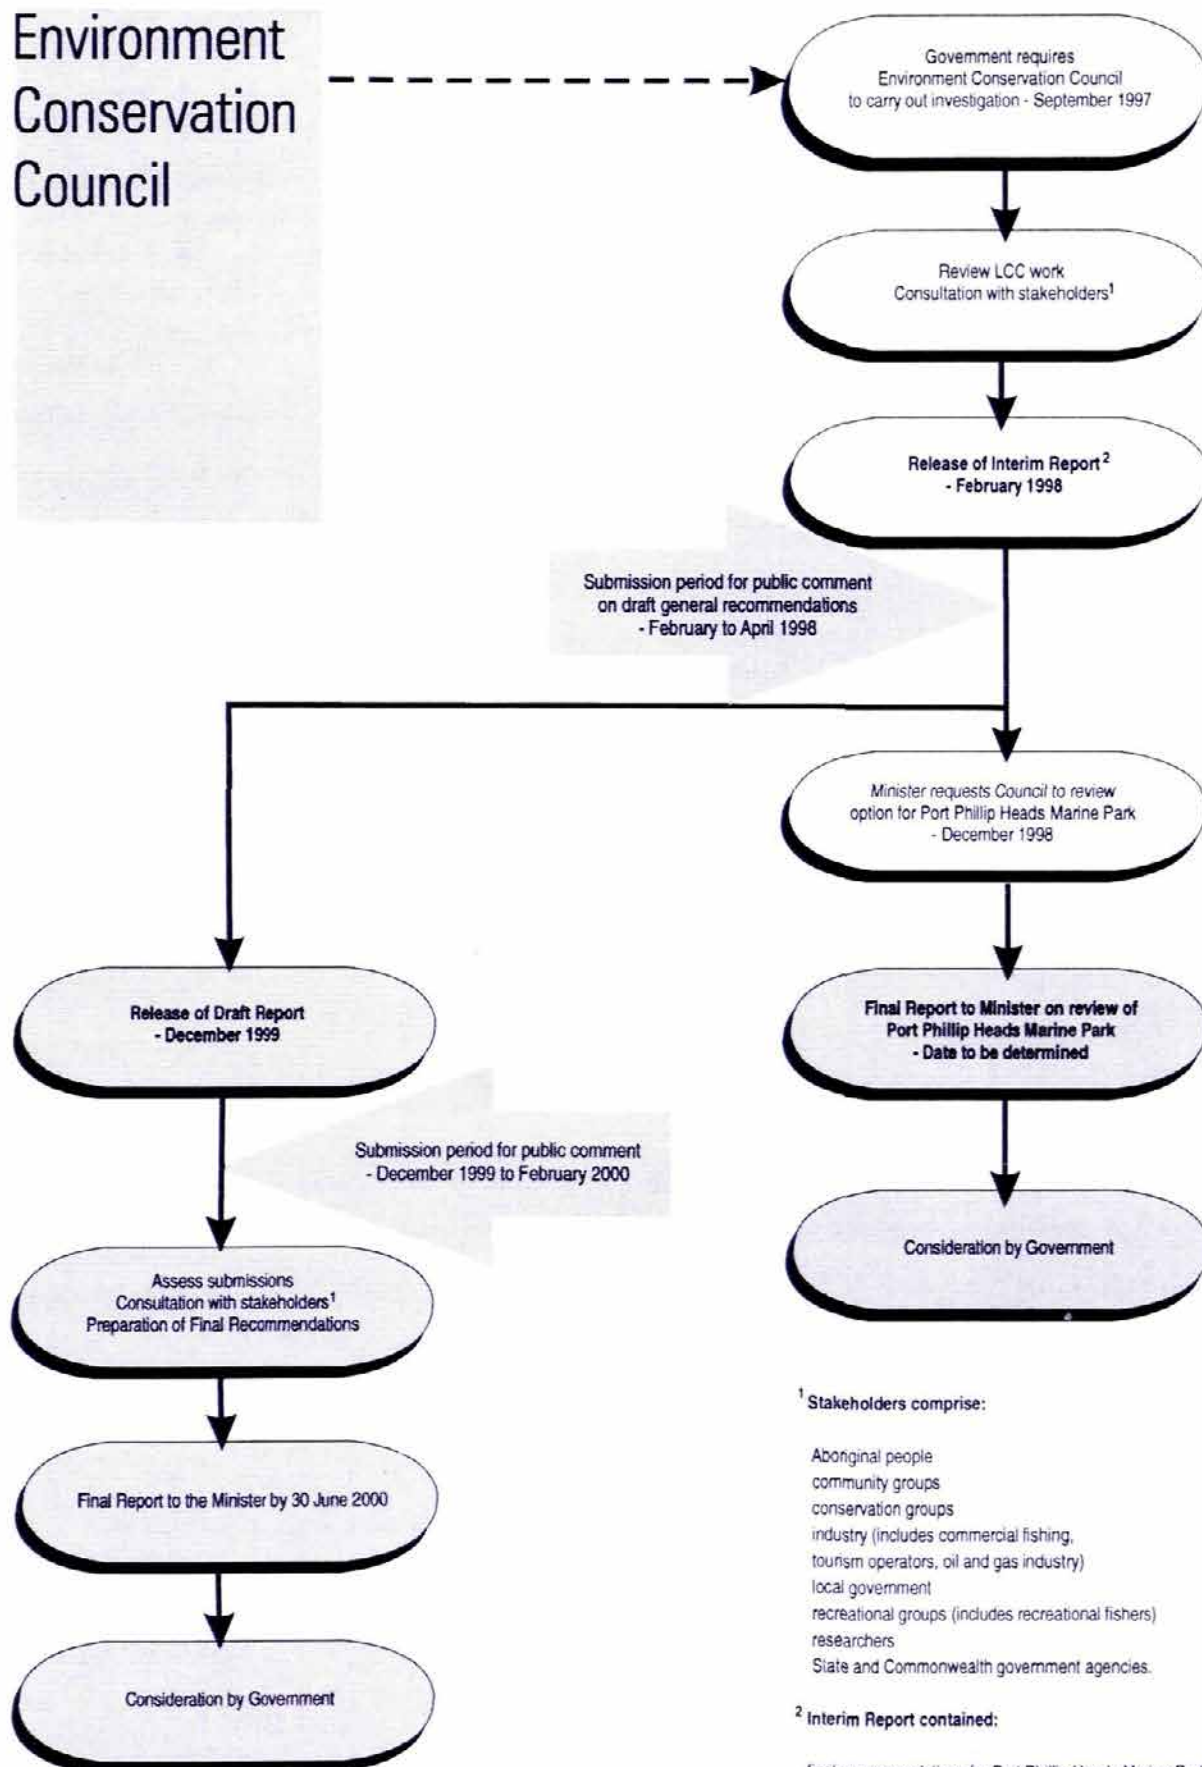 Environment
Conservation
Council
Government requires
Environment Conservation Council
to carry out investigation - September 1997
Review LCC work
Consultation with stakeholders1
Release of Interim Report2
- February 1998
Submission period for public comment
on draft general recommendations
- February to April 1998
Minister requests Council to review
option for Port Phillip Heads Marine Park
- December 1998
Release of Draft Report
- December 1999
Final Report to Minister on review of
Port Phillip Heads Marine Park
- Date to be determined
Submission period for public comment
- December 1999 to February 2000
Consideration by Government
Assess submissions
Consultation with stakeholders1
Preparation of Final Recommendations
Final Report to the Minister by 30 June 2000
Consideration by Government
1 Stakeholders comprise:
Aboriginal people
community groups
conservation groups
industry (includes commercial fishing,
tourism operators, oil and gas industry)
local government
recreational groups (includes recreational fishers)
researchers
State and Commonwealth government agencies.
2 Interim Report contained: